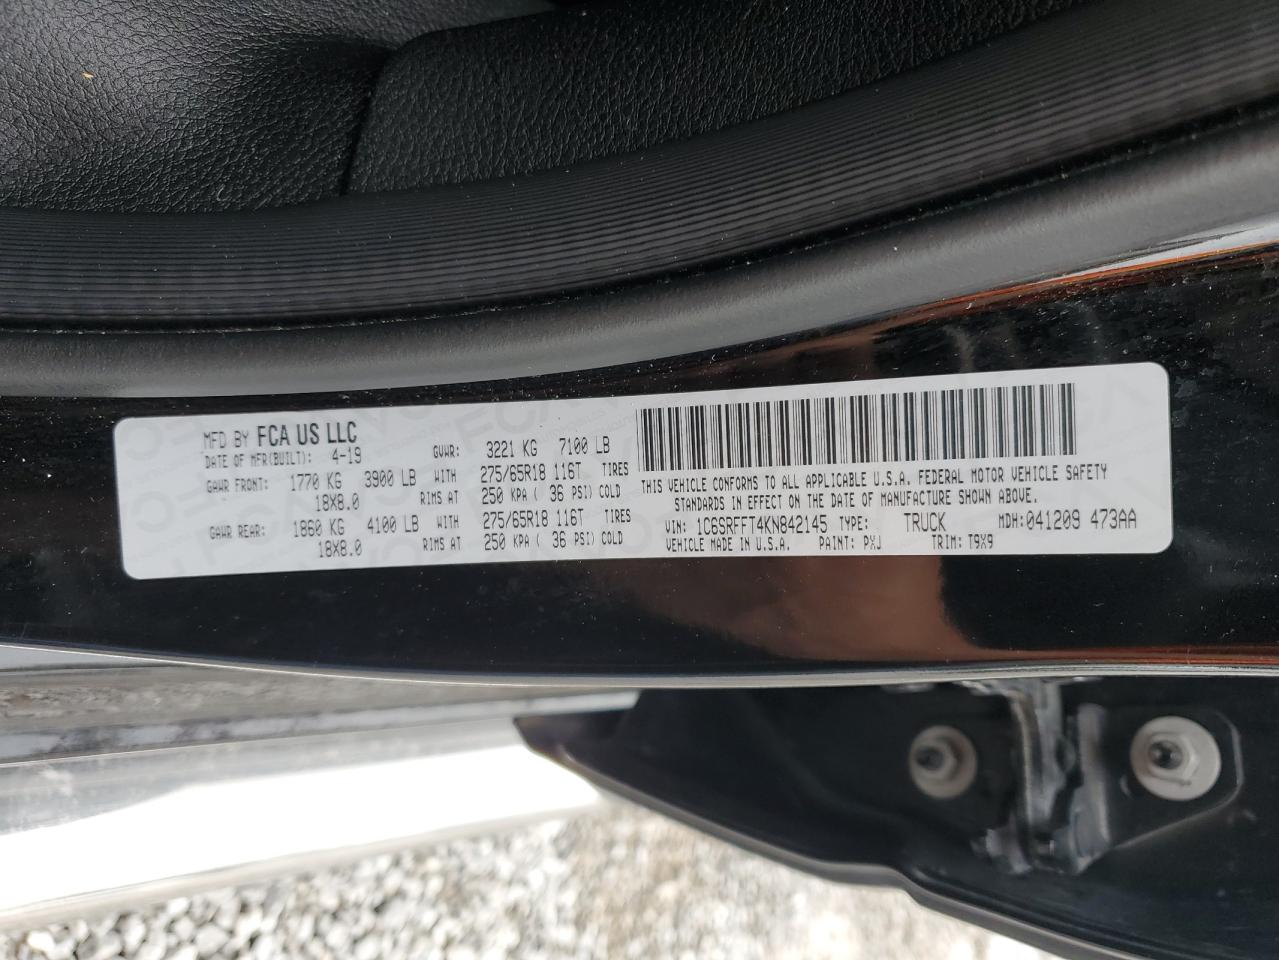 MFD BY FCA US LLC
DATE OF MFR(BUILT): 4-19 GVWR: 3221 KG 7100 LB
GAWR FRONT: 1770 KG 3900 LB WITH 275/65R18 116T TIRES
18X8.0 RIMS AT 250 KPA ( 36 PSI) COLD
GAWR REAR: 1860 KG 4100 LB WITH 275/65R18 116T TIRES
18X8.0 RIMS AT 250 KPA ( 36 PSI) COLD
THIS VEHICLE CONFORMS TO ALL APPLICABLE U.S.A. FEDERAL MOTOR VEHICLE SAFETY
STANDARDS IN EFFECT ON THE DATE OF MANUFACTURE SHOWN ABOVE.
VIN: 1C6SRFFT4KN842145 TYPE: TRUCK MDH: 041209 473AA
VEHICLE MADE IN U.S.A. PAINT: PXJ TRIM: T9X9